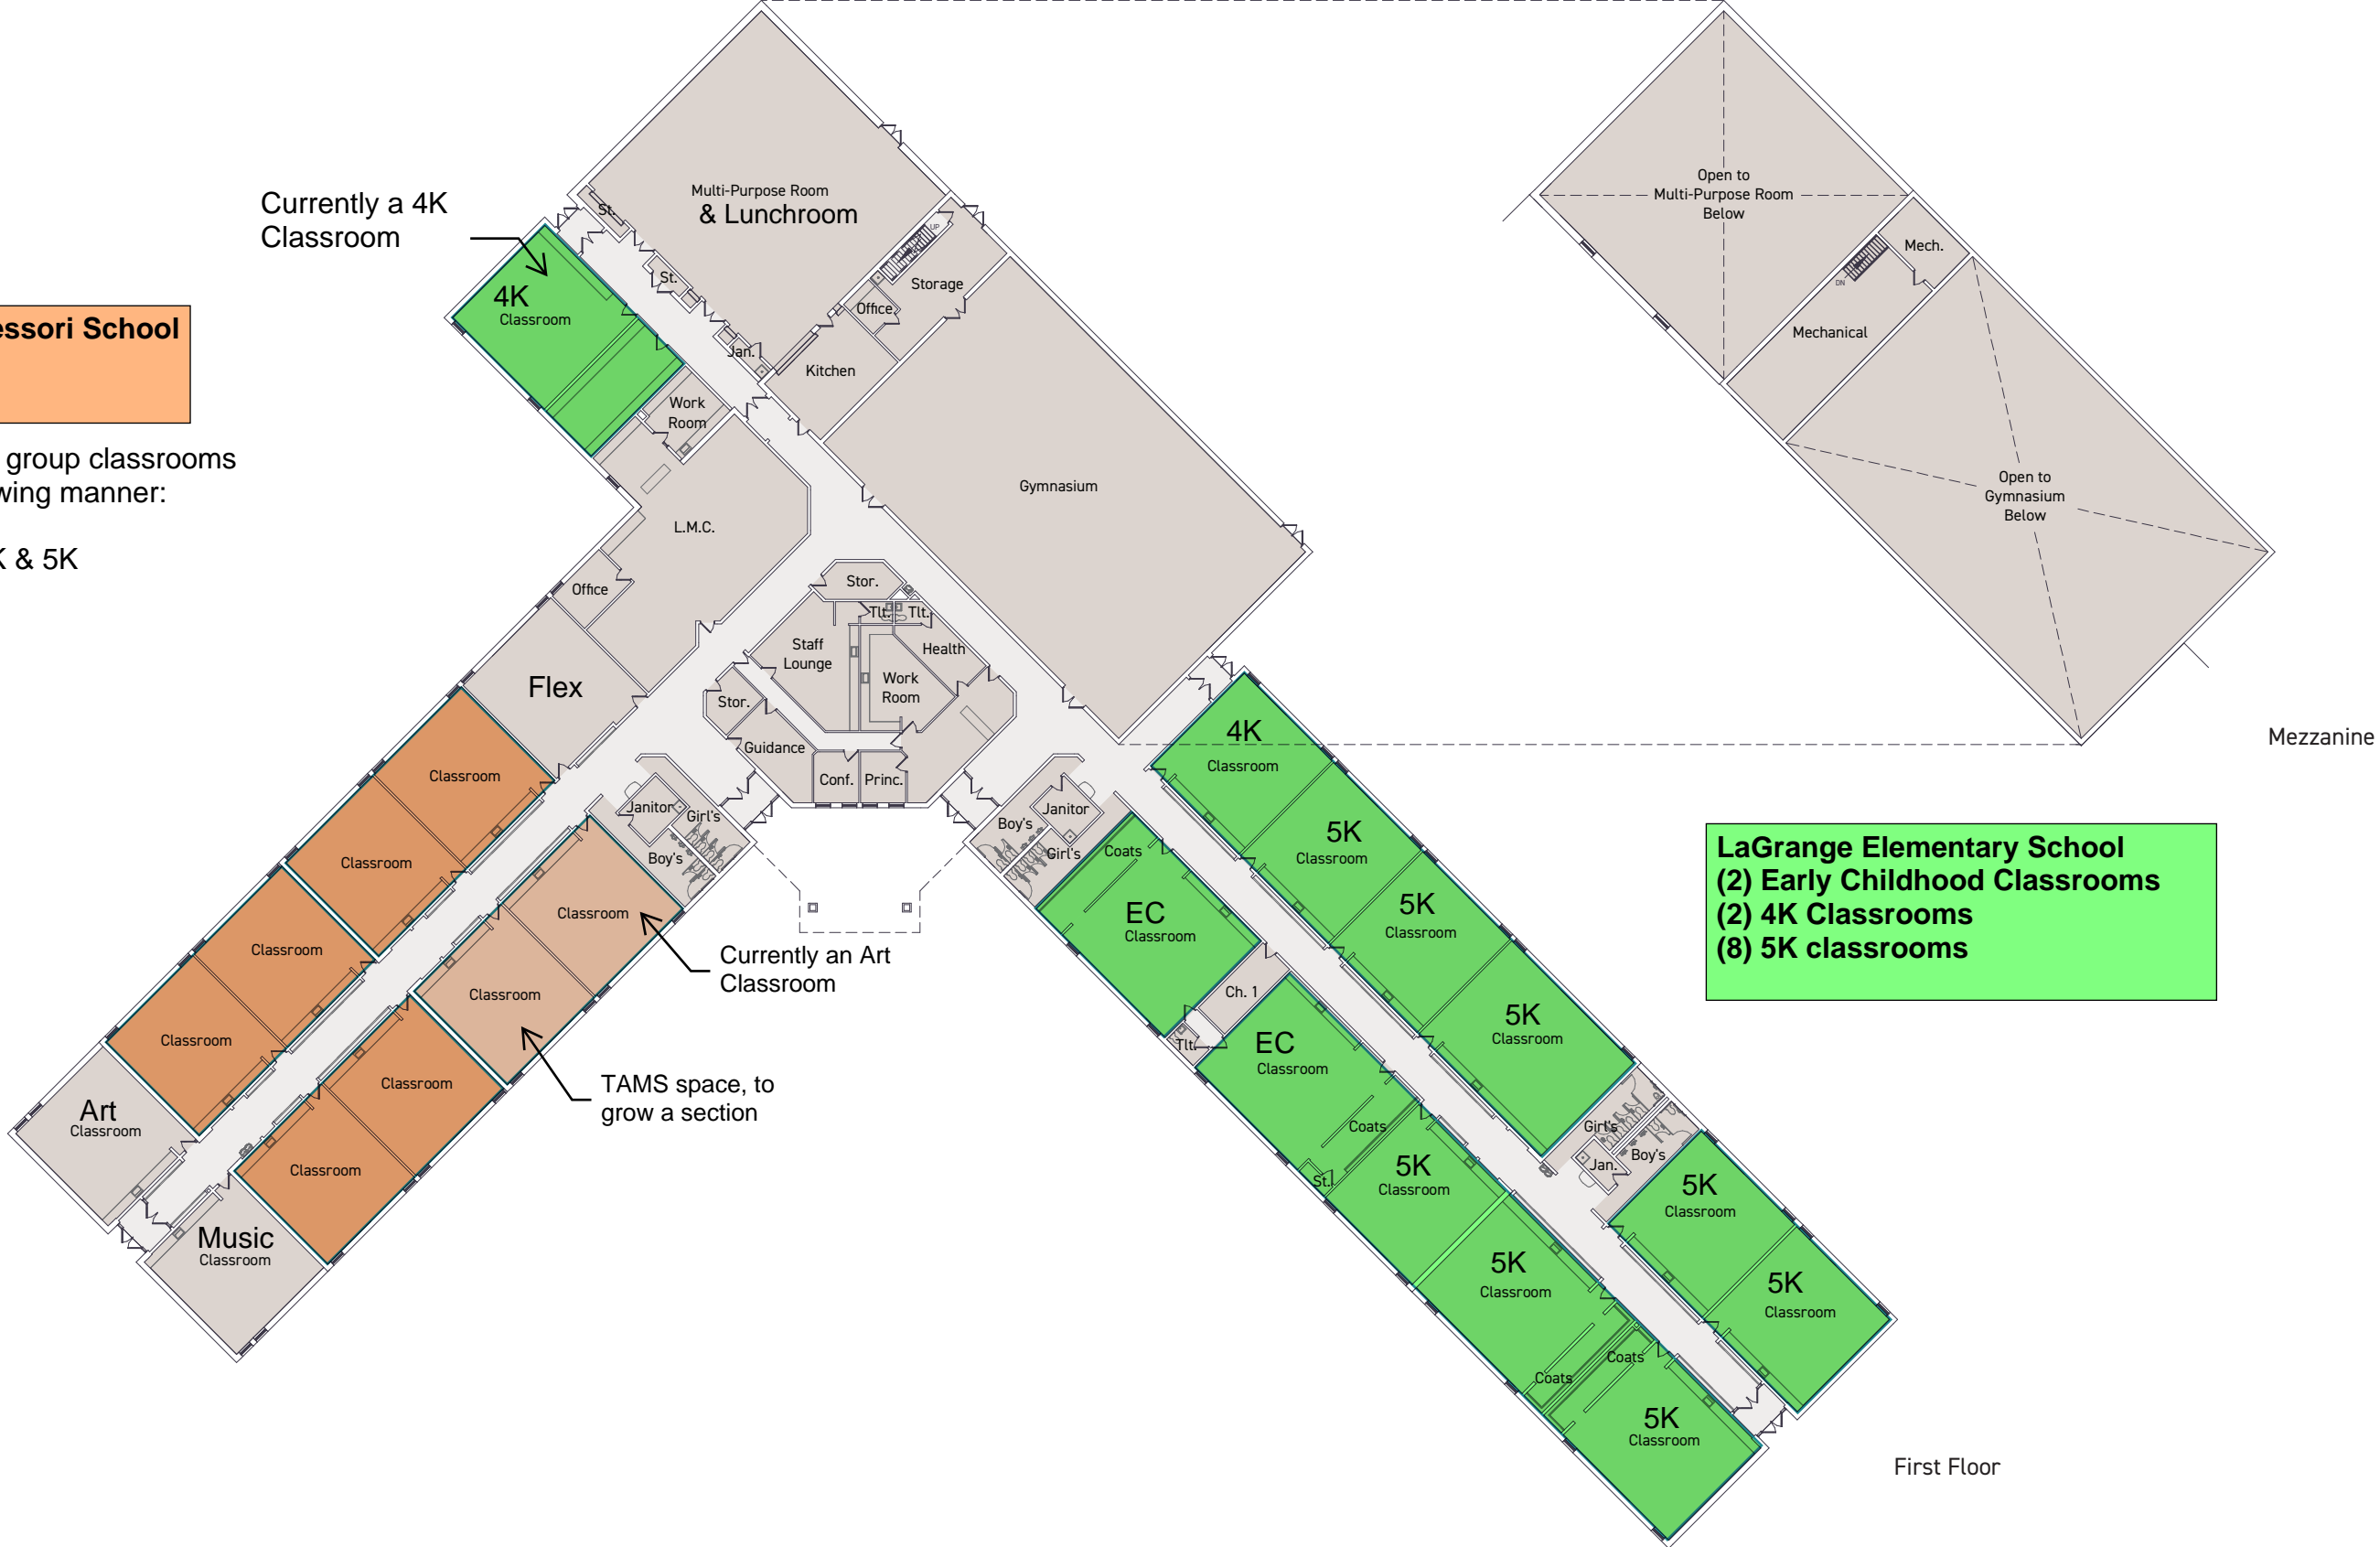 Currently a 4K
Classroom
essori School
group classrooms
wing manner:
K & 5K
Multi-Purpose Room
& Lunchroom
St.
St.
UP
Storage
Office
Jan.
Kitchen
4K
Classroom
Work
Room
L.M.C.
Office
Gymnasium
Open to
Multi-Purpose Room
Below
Mech.
DN
Mechanical
Open to
Gymnasium
Below
Mezzanine
Stor.
Tlt.
Tlt.
Staff
Lounge
Health
Work
Room
Stor.
Guidance
Conf.
Princ.
Flex
Classroom
Classroom
Classroom
Classroom
Art
Classroom
Janitor
Girl's
Boy's
Classroom
Currently an Art
Classroom
Classroom
TAMS space, to
grow a section
Classroom
Classroom
Music
Classroom
Boy's
Janitor
Girl's
Coats
EC
Classroom
Ch. 1
Tlt.
EC
Classroom
Coats
St.
5K
Classroom
5K
Classroom
Coats
Coats
5K
Classroom
4K
Classroom
5K
Classroom
5K
Classroom
5K
Classroom
Girl's
Boy's
Jan.
5K
Classroom
5K
Classroom
LaGrange Elementary School
(2) Early Childhood Classrooms
(2) 4K Classrooms
(8) 5K classrooms
First Floor